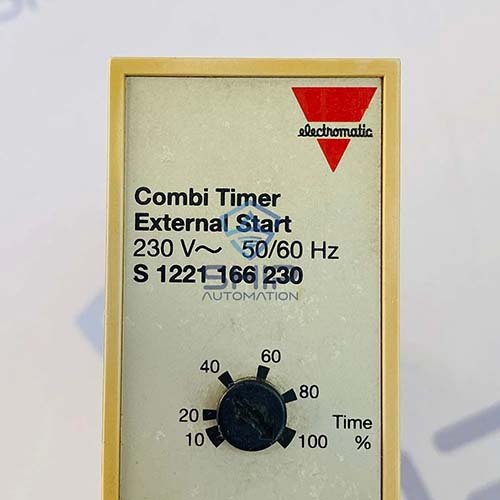 electromatic
Combi Timer
External Start
230 V~ 50/60 Hz
S 1221 166 230
SHIP
AUTOMATION
60
40
80
20
Time
10
100
%